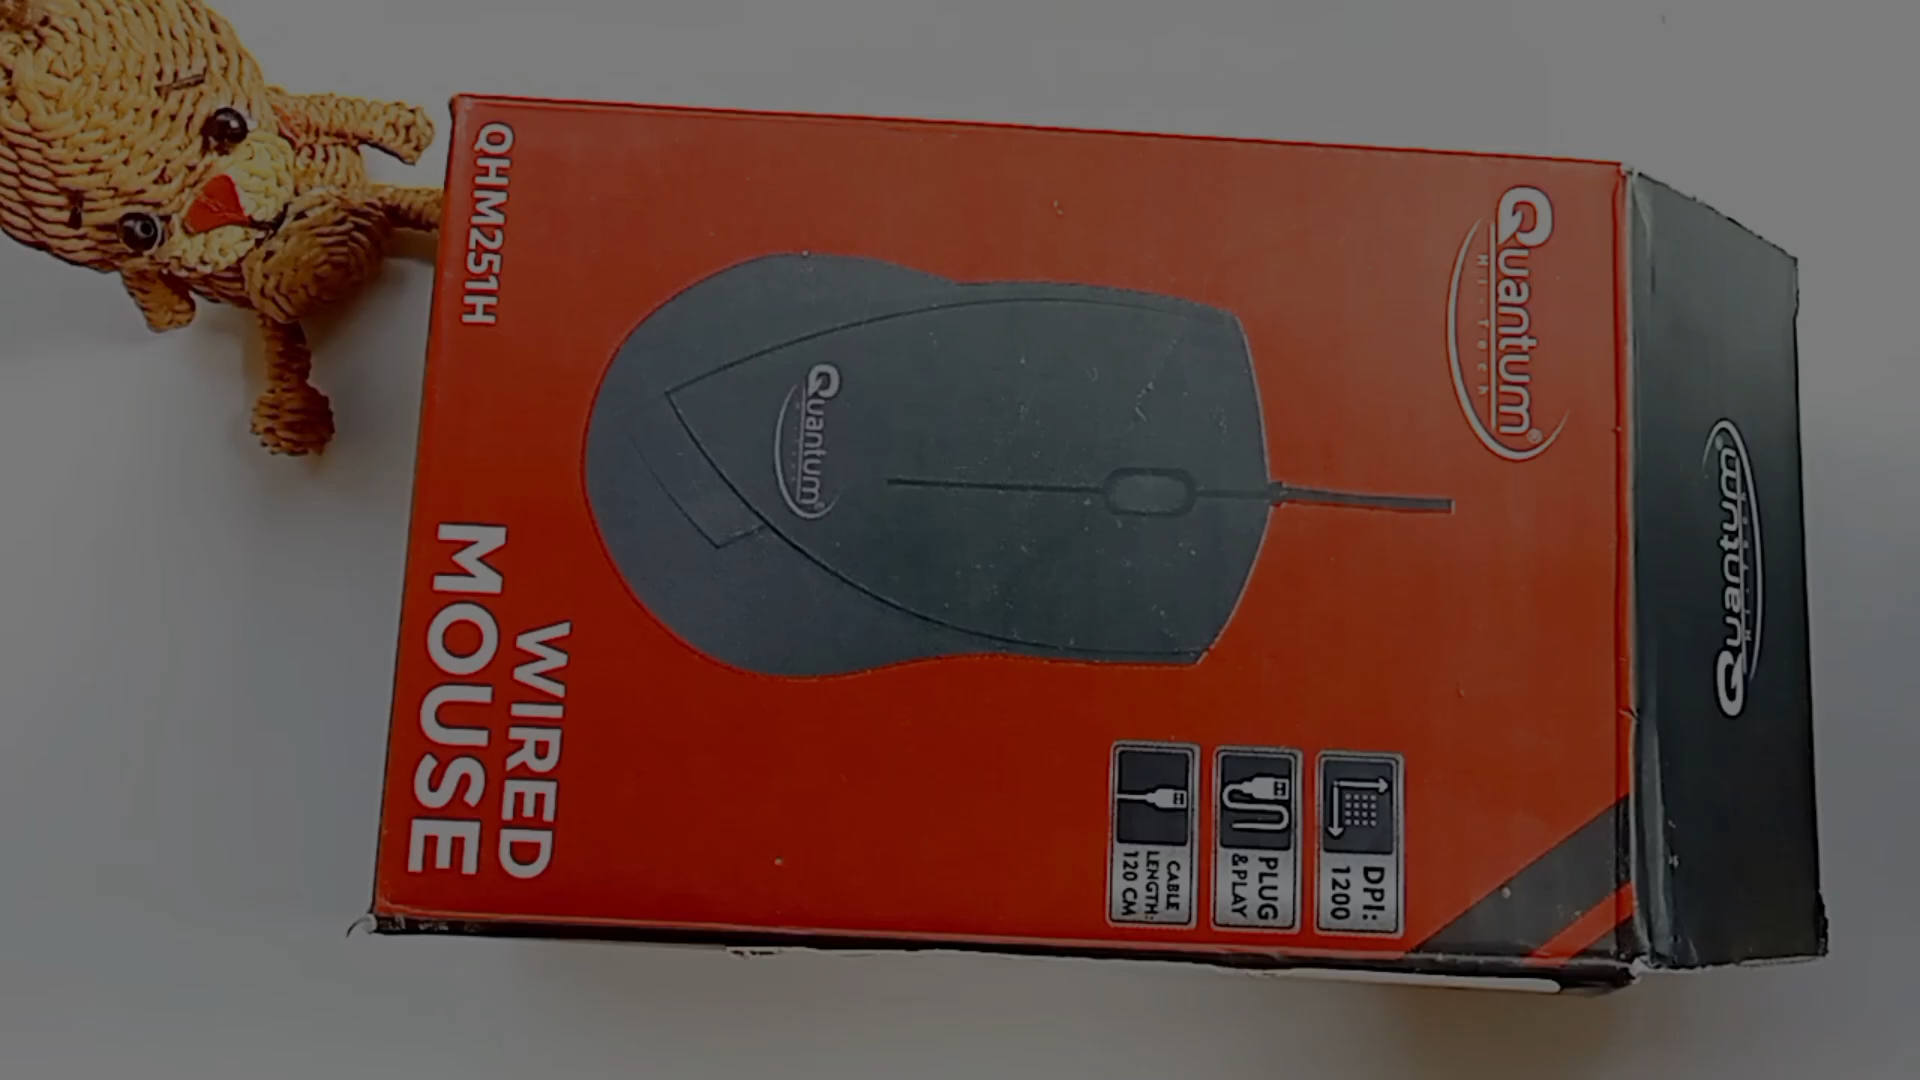 Quantum®
Hi-Tech
Quantum®
DPI:
1200
PLUG
&PLAY
CABLE
LENGTH:
120 CM
WIRED
MOUSE
QHM251H
Quantum